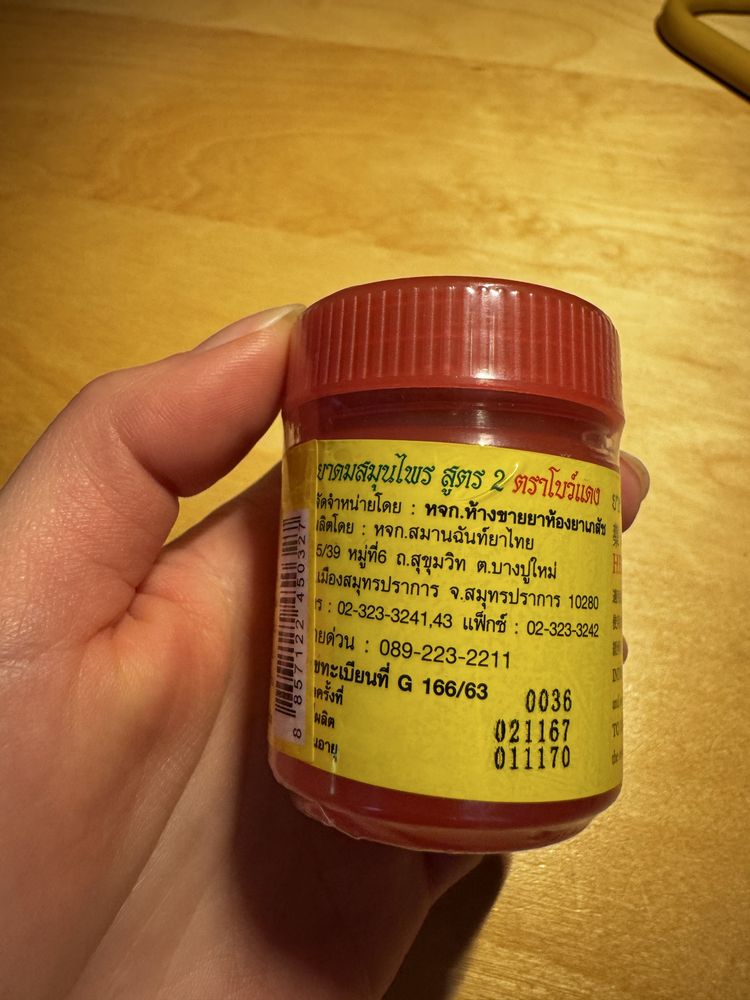 ยาดมสมุนไพร สูตร 2 ตราโบว์แดง
จัดจำหน่ายโดย : หจก.ห้างขายยาห้องยาเภสัช
ผลิตโดย : หจก.สมานฉันท์ยาไทย
5/39 หมู่ที่6 ถ.สุขุมวิท ต.บางปูใหม่
เมืองสมุทรปราการ จ.สมุทรปราการ 10280
: 02-323-3241,43 แฟ็กซ์ : 02-323-3242
ายด่วน : 089-223-2211
ขทะเบียนที่ G 166/63
ครั้งที่ 0036
ผลิต 021167
อายุ 011170
8 857122 450327